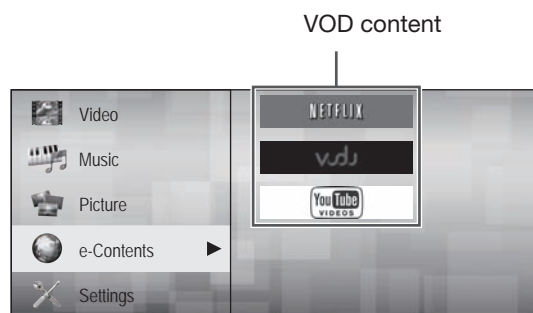 VOD content
Video
Music
Picture
e-Contents
Settings
NETFLIX
vudu
You Tube
VIDEOS